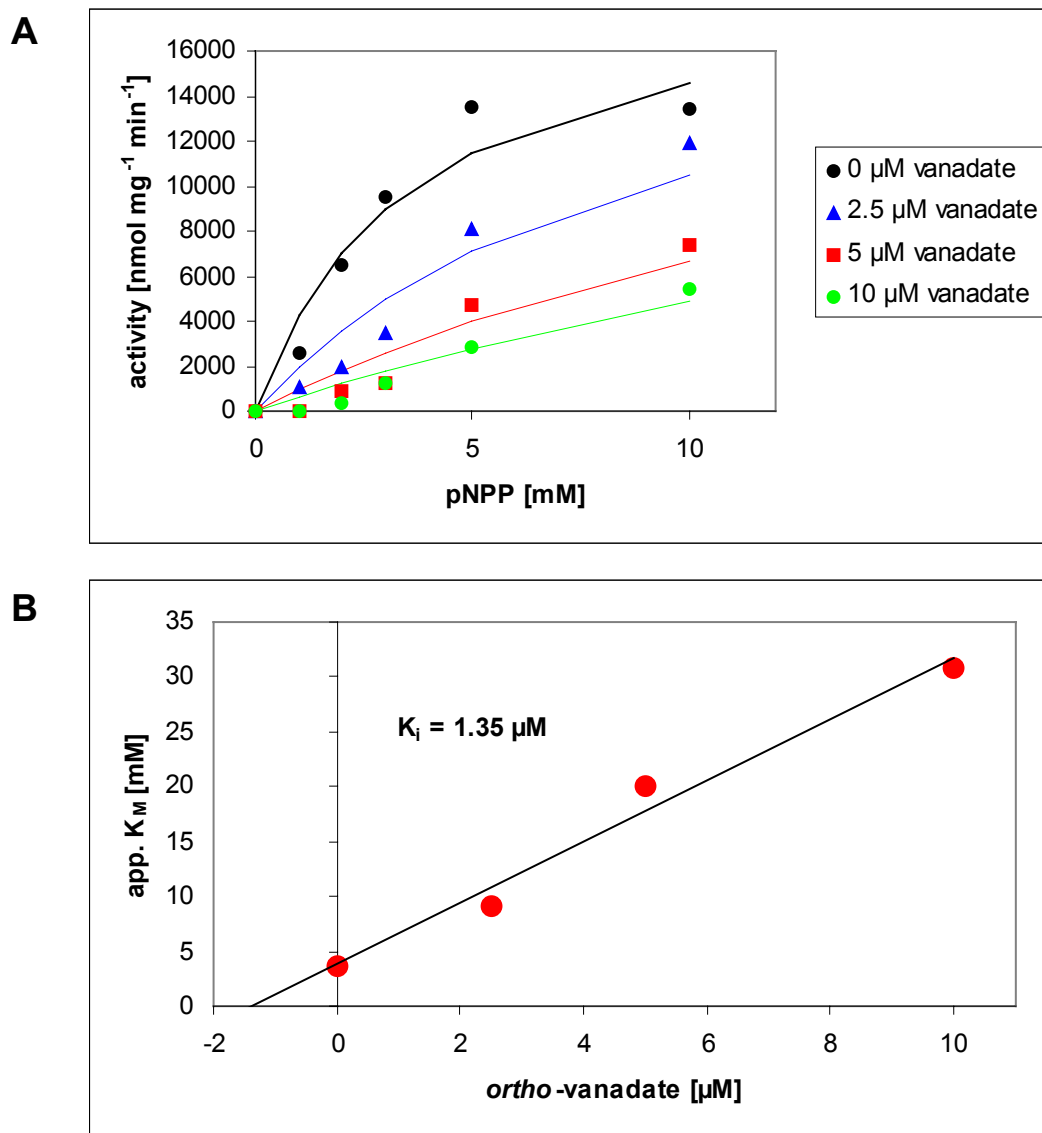 A
16000
14000
12000
10000
8000
6000
4000
2000
0
activity [nmol mg⁻¹ min⁻¹]
0 5 10
pNPP [mM]
0 µM vanadate
2.5 µM vanadate
5 µM vanadate
10 µM vanadate
B
35
30
25
20
15
10
5
0
app. K_M [mM]
K_i = 1.35 µM
-2 0 2 4 6 8 10
ortho-vanadate [µM]